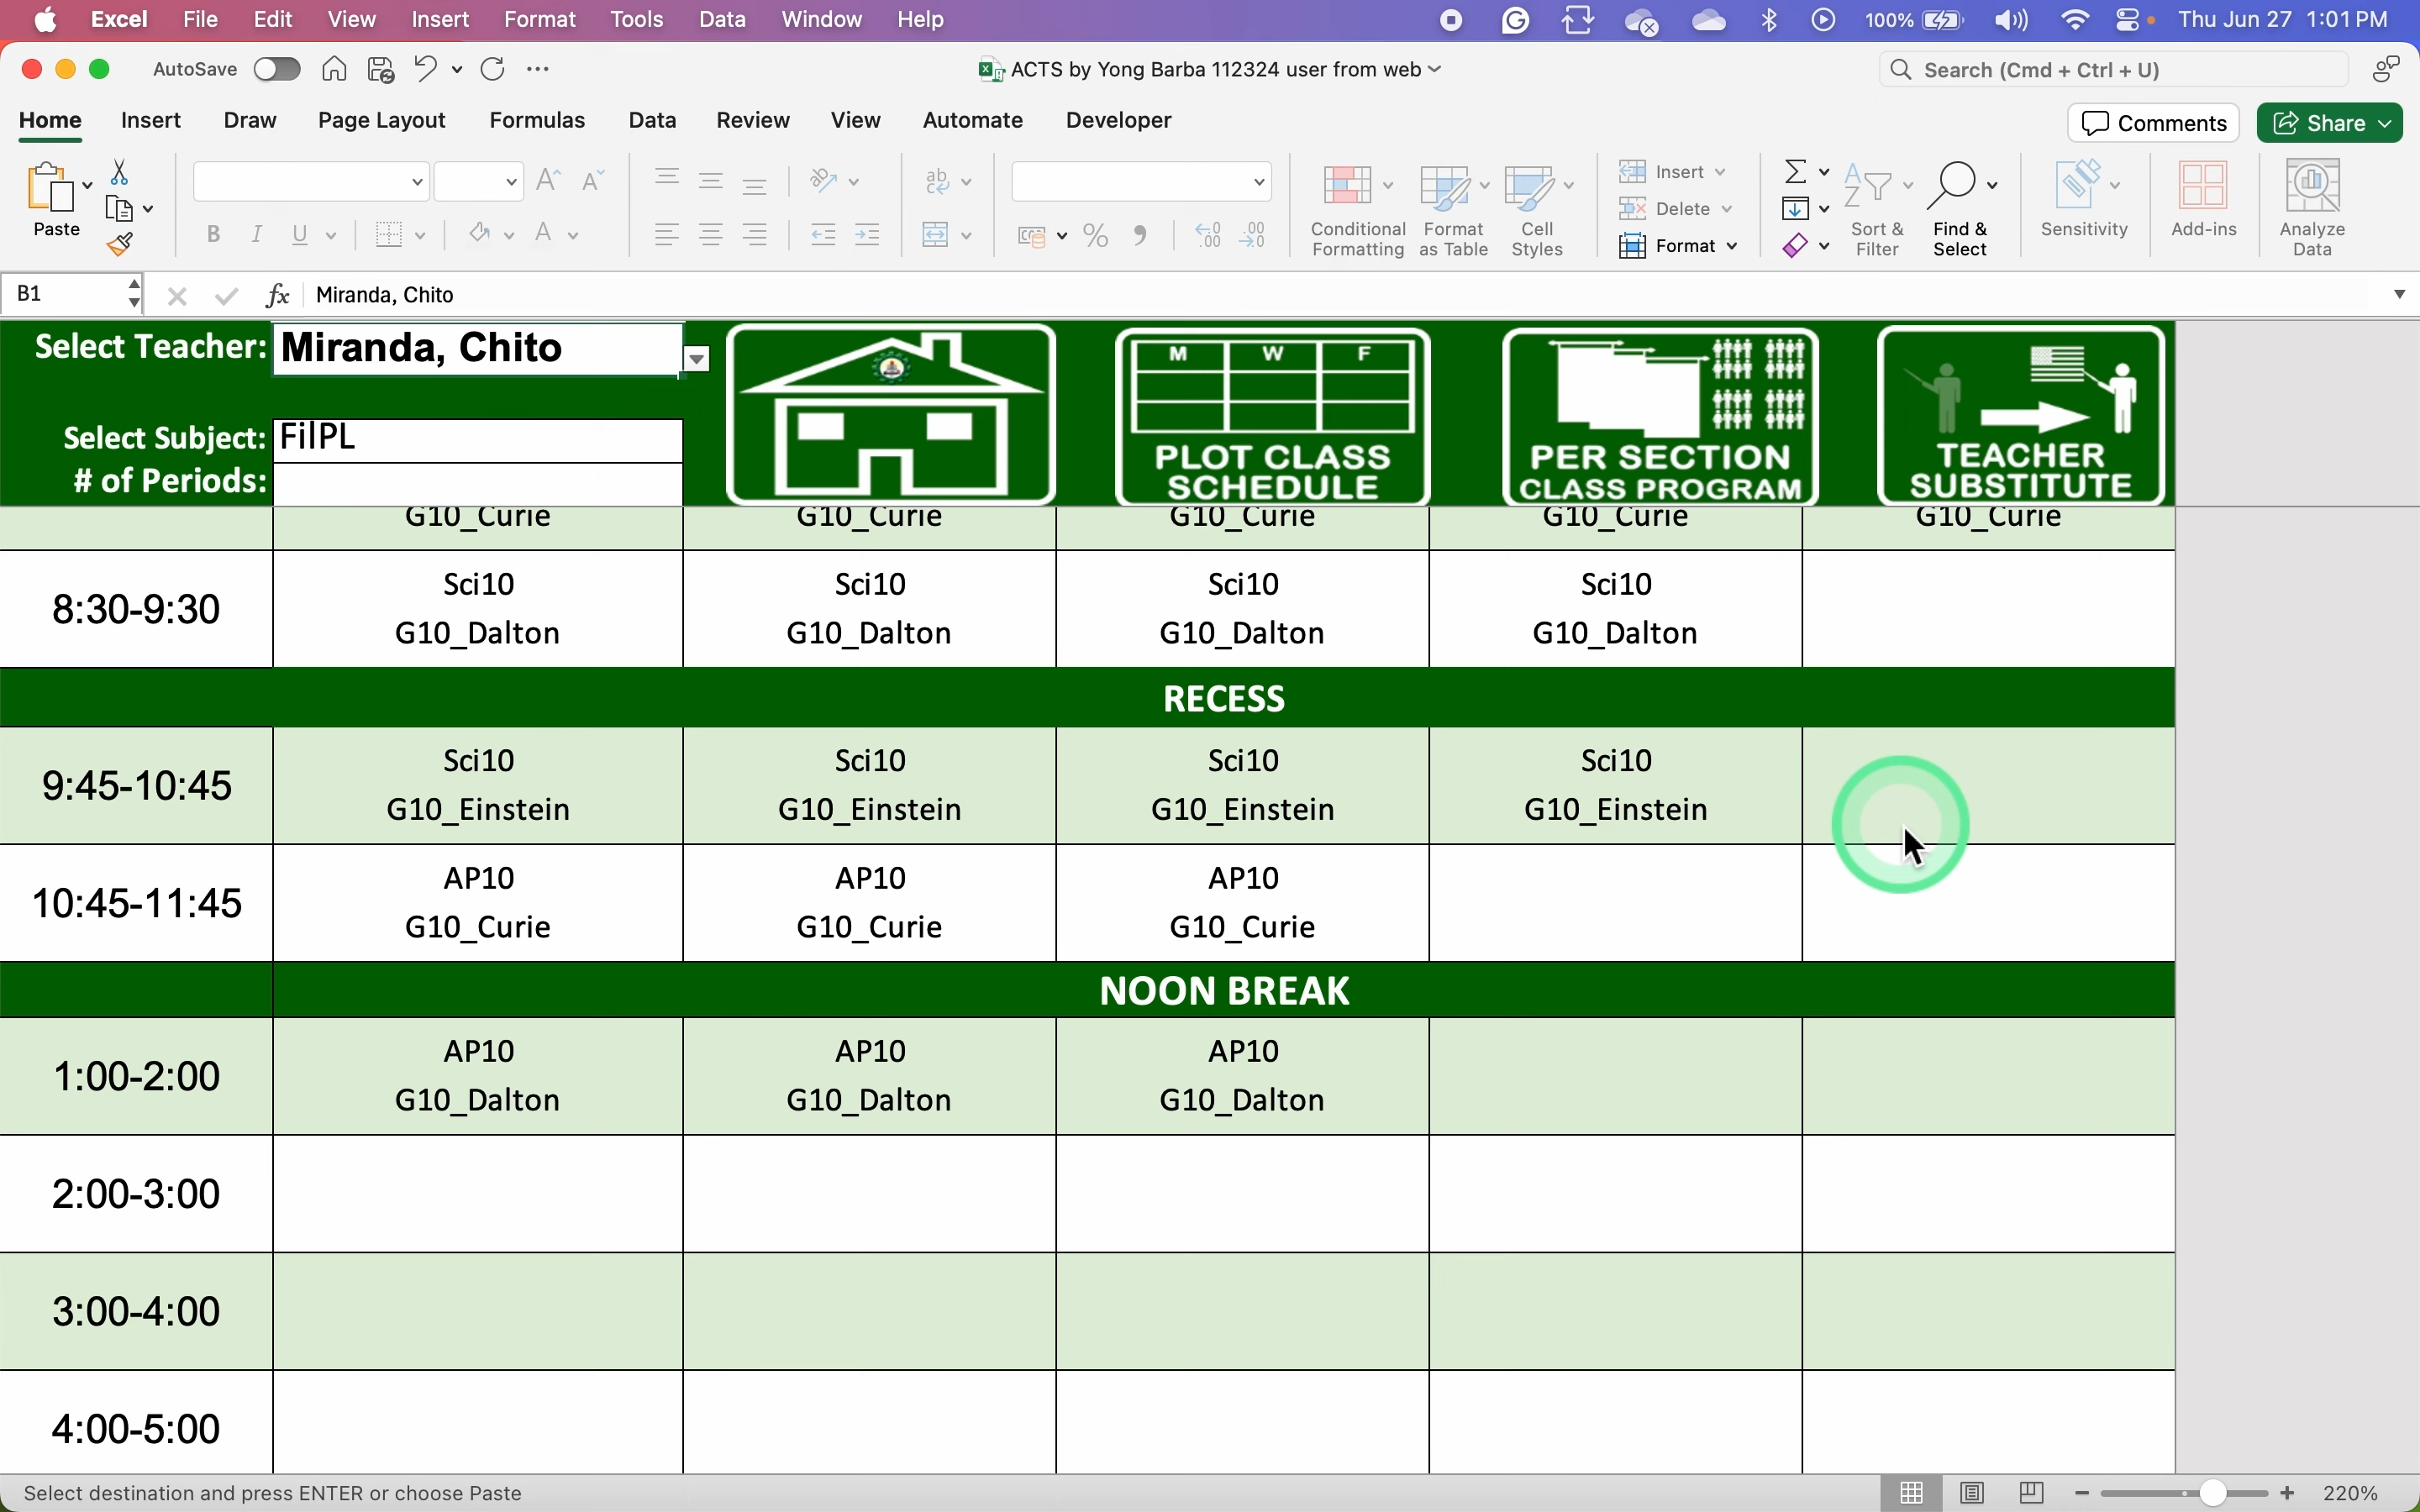 Excel File Edit View Insert Format Tools Data Window Help 100% Thu Jun 27 1:01 PM
AutoSave ACTS by Yong Barba 112324 user from web Search (Cmd + Ctrl + U)
Home Insert Draw Page Layout Formulas Data Review View Automate Developer Comments Share
Paste
Conditional Formatting
Format as Table
Cell Styles
Insert
Delete
Format
Sort & Filter
Find & Select
Sensitivity
Add-ins
Analyze Data
B1 fx Miranda, Chito
Select Teacher: Miranda, Chito
Select Subject: FilPL
# of Periods:
M W F
PLOT CLASS
SCHEDULE
PER SECTION
CLASS PROGRAM
TEACHER
SUBSTITUTE
G10_Curie G10_Curie G10_Curie G10_Curie G10_Curie
8:30-9:30
Sci10 Sci10 Sci10 Sci10
G10_Dalton G10_Dalton G10_Dalton G10_Dalton
RECESS
9:45-10:45
Sci10 Sci10 Sci10 Sci10
G10_Einstein G10_Einstein G10_Einstein G10_Einstein
10:45-11:45
AP10 AP10 AP10
G10_Curie G10_Curie G10_Curie
NOON BREAK
1:00-2:00
AP10 AP10 AP10
G10_Dalton G10_Dalton G10_Dalton
2:00-3:00
3:00-4:00
4:00-5:00
Select destination and press ENTER or choose Paste 220%